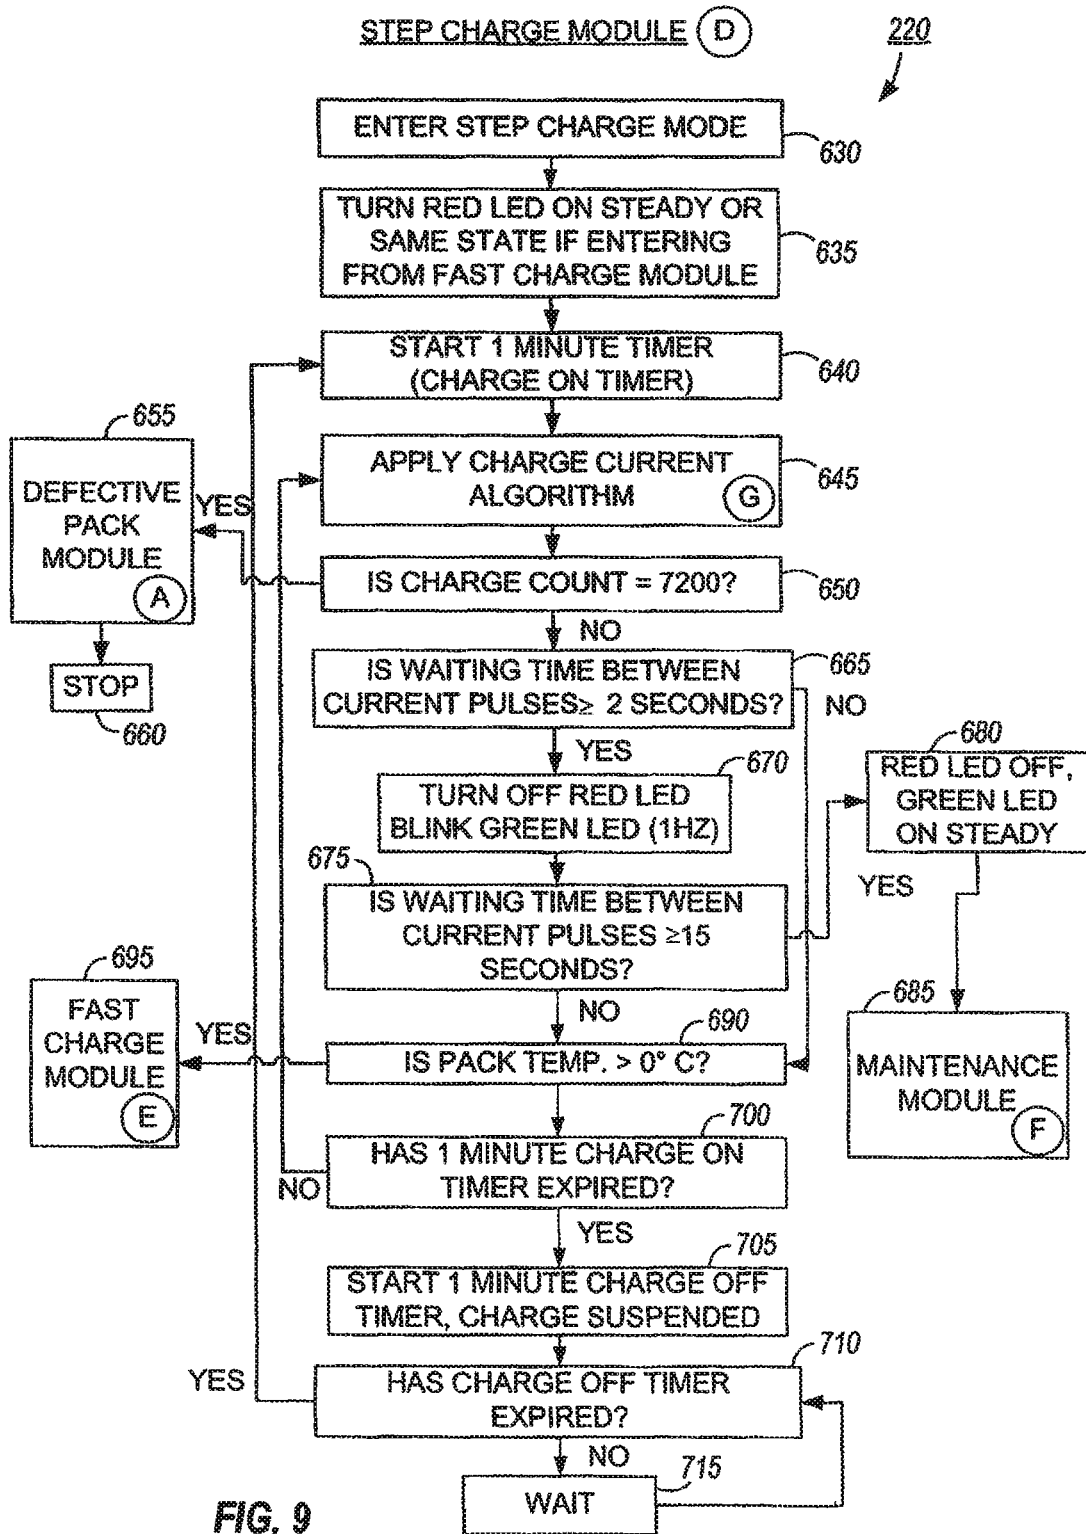 STEP CHARGE MODULE D
220
ENTER STEP CHARGE MODE
630
TURN RED LED ON STEADY OR
SAME STATE IF ENTERING
FROM FAST CHARGE MODULE
635
START 1 MINUTE TIMER
(CHARGE ON TIMER)
640
655
DEFECTIVE
PACK
MODULE
A
YES
APPLY CHARGE CURRENT
ALGORITHM
G
645
IS CHARGE COUNT = 7200?
650
NO
STOP
660
IS WAITING TIME BETWEEN
CURRENT PULSES≥ 2 SECONDS?
665
NO
YES
670
TURN OFF RED LED
BLINK GREEN LED (1HZ)
680
RED LED OFF,
GREEN LED
ON STEADY
YES
675
IS WAITING TIME BETWEEN
CURRENT PULSES ≥15
SECONDS?
NO
695
FAST
CHARGE
MODULE
E
YES
690
IS PACK TEMP. > 0° C?
685
MAINTENANCE
MODULE
F
700
HAS 1 MINUTE CHARGE ON
TIMER EXPIRED?
NO
YES
705
START 1 MINUTE CHARGE OFF
TIMER, CHARGE SUSPENDED
710
YES
HAS CHARGE OFF TIMER
EXPIRED?
NO
715
WAIT
FIG. 9